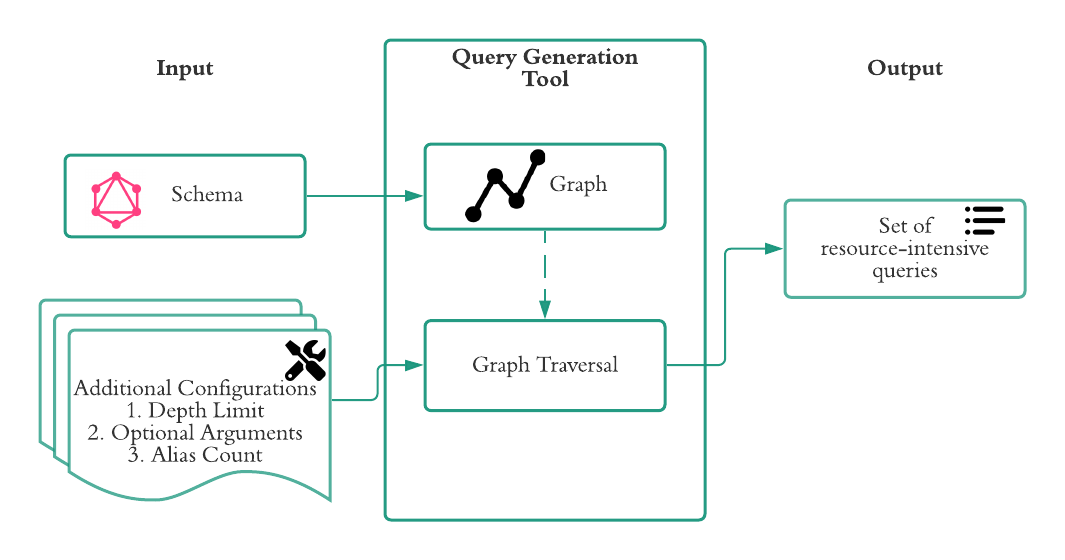 Input
Query Generation
Tool
Output
Schema
Graph
Set of
resource-intensive
queries
Additional Configurations
1. Depth Limit
2. Optional Arguments
3. Alias Count
Graph Traversal